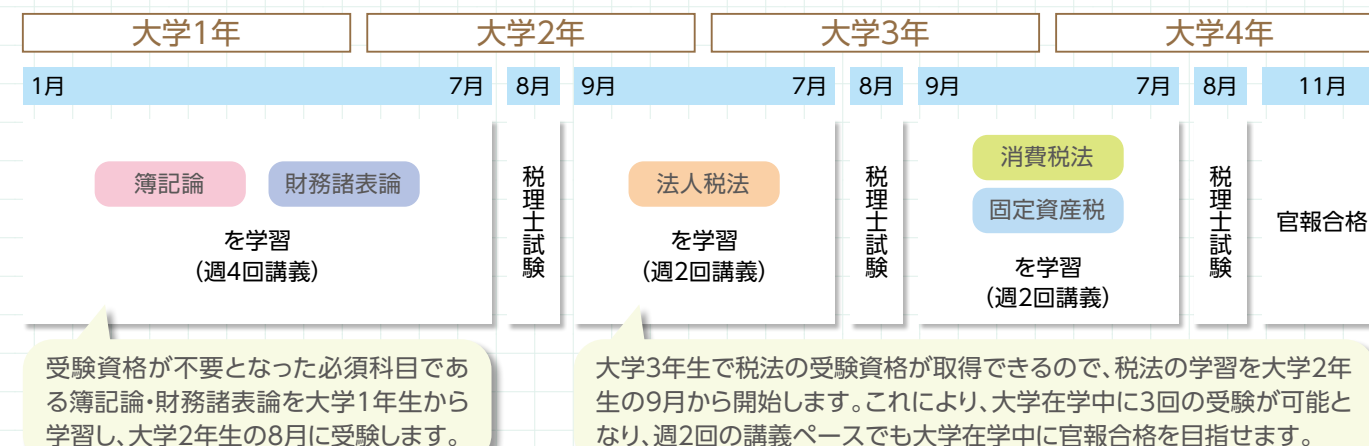 大学1年
大学2年
大学3年
大学4年
1月
7月
8月
9月
7月
8月
9月
7月
8月
11月
簿記論
財務諸表論
を学習
(週4回講義)
税理士試験
法人税法
を学習
(週2回講義)
税理士試験
消費税法
固定資産税
を学習
(週2回講義)
税理士試験
官報合格
受験資格が不要となった必須科目であ
る簿記論・財務諸表論を大学1年生から
学習し、大学2年生の8月に受験します。
大学3年生で税法の受験資格が取得できるので、税法の学習を大学2年
生の9月から開始します。これにより、大学在学中に3回の受験が可能と
なり、週2回の講義ペースでも大学在学中に官報合格を目指せます。